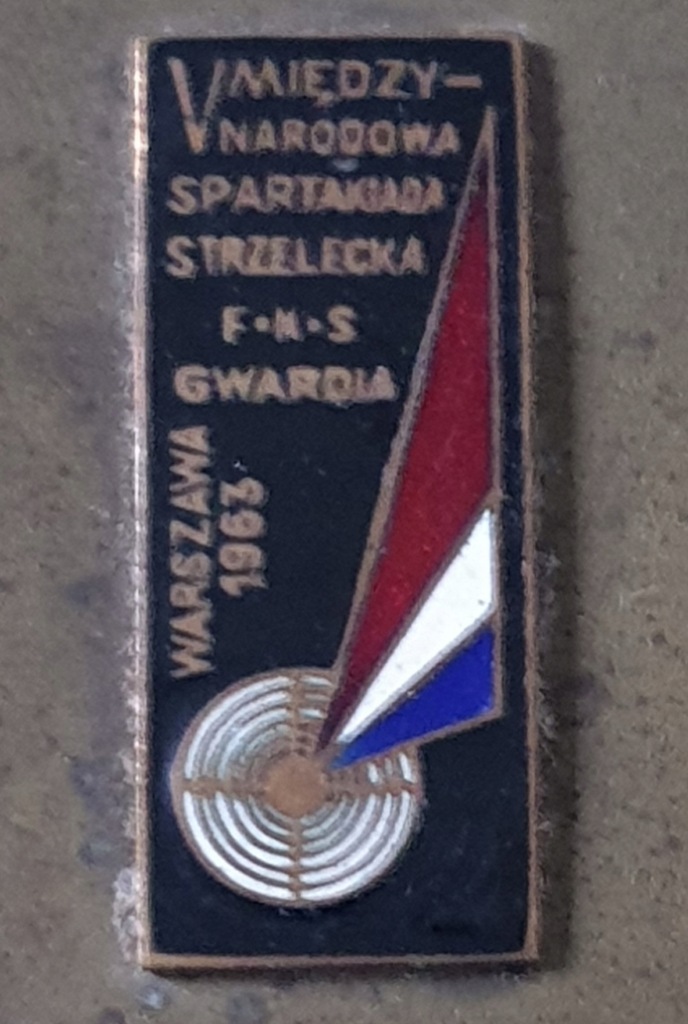 V MIĘDZY-
NARODOWA
SPARTAKIADA
STRZELECKA
F•K•S
GWARDIA
WARSZAWA
1963